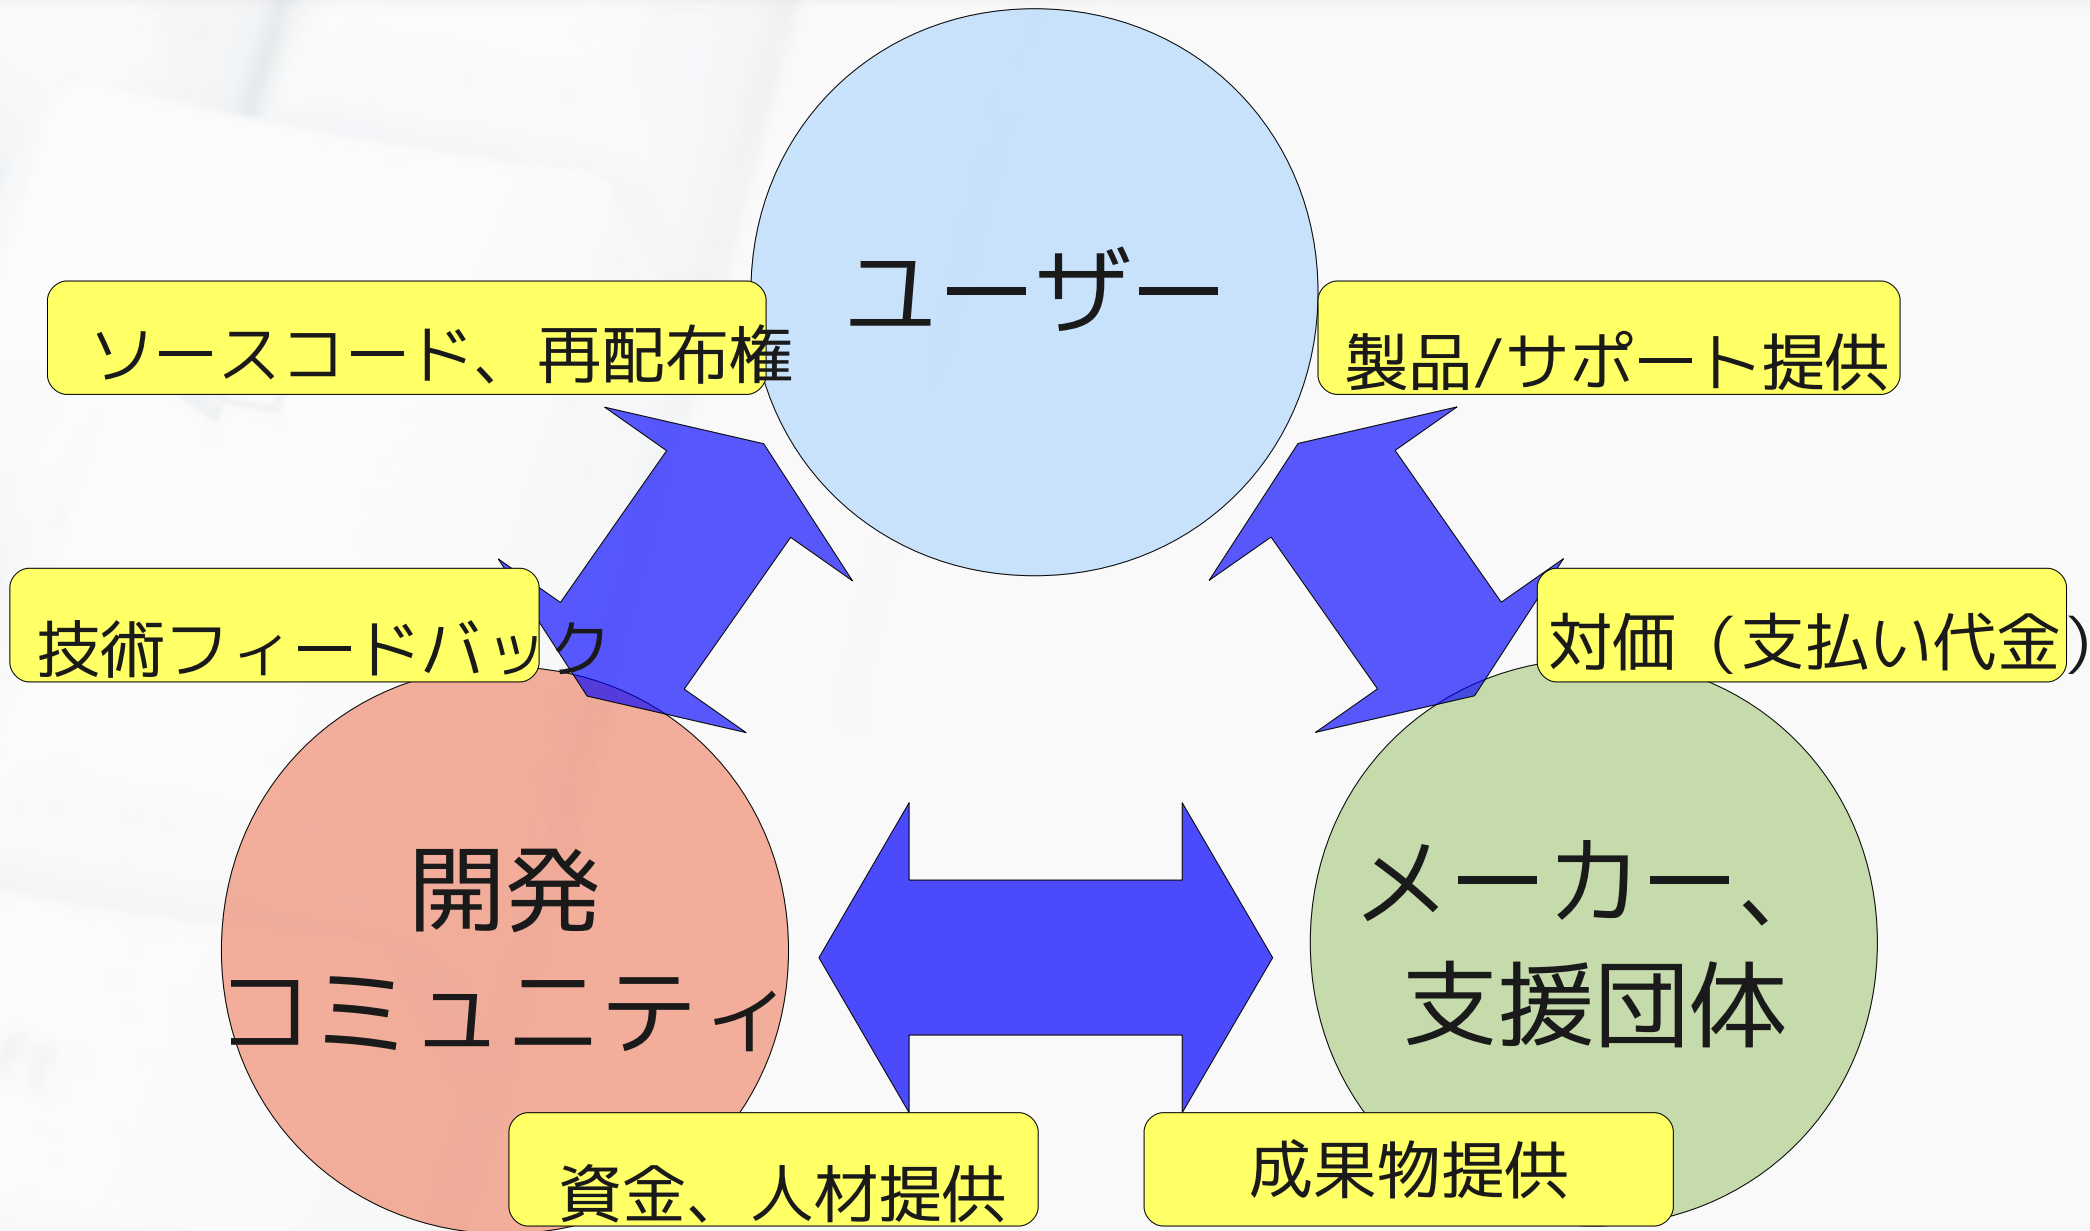 ユーザー
ソースコード、再配布権
製品/サポート提供
技術フィードバック
対価（支払い代金）
開発
コミュニティ
メーカー、
支援団体
資金、人材提供
成果物提供